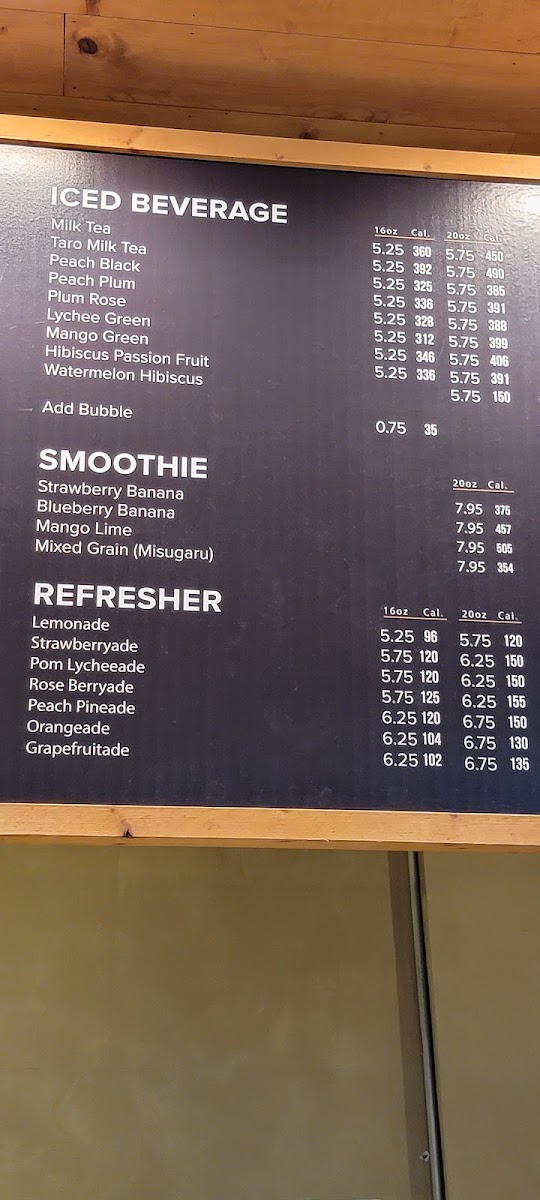 ICED BEVERAGE 16oz Cal. 20oz Cal.
Milk Tea 5.25 360 5.75 450
Taro Milk Tea 5.25 392 5.75 490
Peach Black 5.25 325 5.75 385
Peach Plum 5.25 336 5.75 391
Plum Rose 5.25 328 5.75 388
Lychee Green 5.25 312 5.75 399
Mango Green 5.25 346 5.75 406
Hibiscus Passion Fruit 5.25 336 5.75 391
Watermelon Hibiscus 5.75 150
Add Bubble 0.75 35
SMOOTHIE 20oz Cal.
Strawberry Banana 7.95 375
Blueberry Banana 7.95 457
Mango Lime 7.95 505
Mixed Grain (Misugaru) 7.95 354
REFRESHER 16oz Cal. 20oz Cal.
Lemonade 5.25 96 5.75 120
Strawberryade 5.75 120 6.25 150
Pom Lycheeade 5.75 120 6.25 150
Rose Berryade 5.75 125 6.25 155
Peach Pineade 6.25 120 6.75 150
Orangeade 6.25 104 6.75 130
Grapefruitade 6.25 102 6.75 135